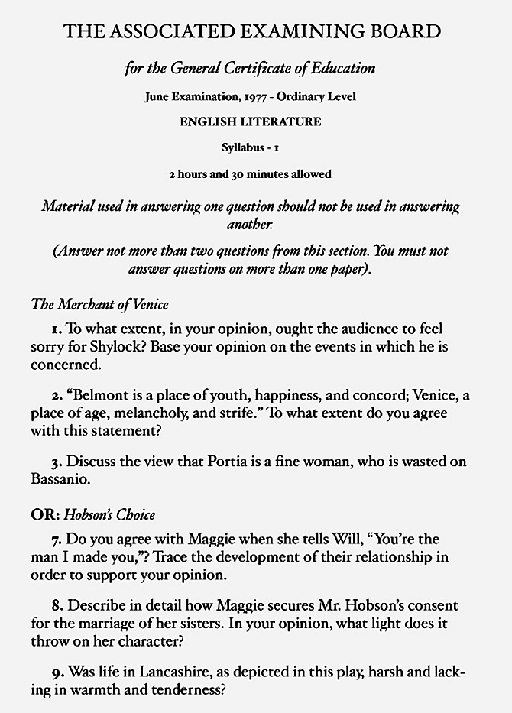 THE ASSOCIATED EXAMINING BOARD
for the General Certificate of Education
June Examination, 1977 - Ordinary Level
ENGLISH LITERATURE
Syllabus - 1
2 hours and 30 minutes allowed
Material used in answering one question should not be used in answering
another.
(Answer not more than two questions from this section. You must not
answer questions on more than one paper).
The Merchant of Venice
1. To what extent, in your opinion, ought the audience to feel
sorry for Shylock? Base your opinion on the events in which he is
concerned.
2. “Belmont is a place of youth, happiness, and concord; Venice, a
place of age, melancholy, and strife.” To what extent do you agree
with this statement?
3. Discuss the view that Portia is a fine woman, who is wasted on
Bassanio.
OR: Hobson's Choice
7. Do you agree with Maggie when she tells Will, “You're the
man I made you,”? Trace the development of their relationship in
order to support your opinion.
8. Describe in detail how Maggie secures Mr. Hobson's consent
for the marriage of her sisters. In your opinion, what light does it
throw on her character?
9. Was life in Lancashire, as depicted in this play, harsh and lack-
ing in warmth and tenderness?